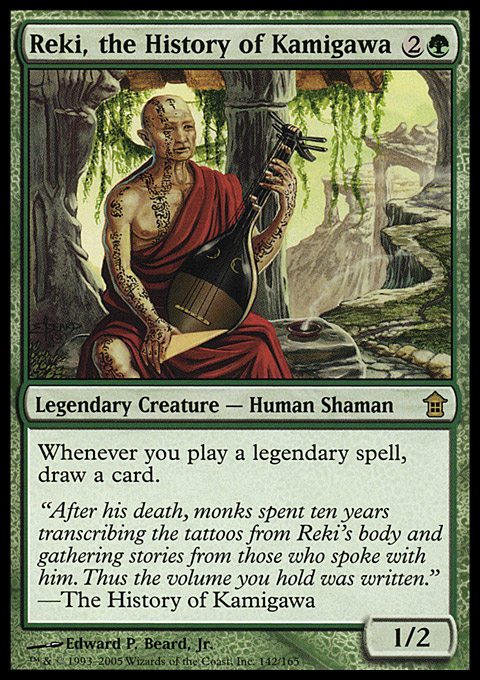 Reki, the History of Kamigawa 2
E. BEARD
Legendary Creature — Human Shaman
Whenever you play a legendary spell,
draw a card.
“After his death, monks spent ten years
transcribing the tattoos from Reki’s body and
gathering stories from those who spoke with
him. Thus the volume you hold was written.”
—The History of Kamigawa
Edward P. Beard, Jr.
1/2
™ & © 1993–2005 Wizards of the Coast, Inc. 142/165